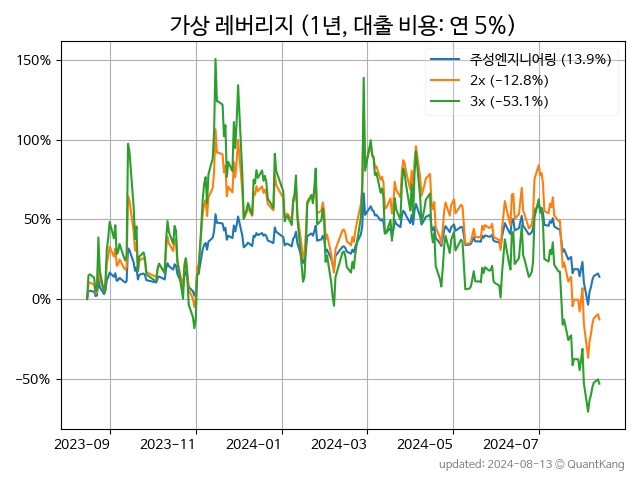 가상 레버리지 (1년, 대출 비용: 연 5%)
주성엔지니어링 (13.9%)
2x (−12.8%)
3x (−53.1%)
150%
100%
50%
0%
−50%
2023-09 2023-11 2024-01 2024-03 2024-05 2024-07
updated: 2024-08-13 © QuantKang